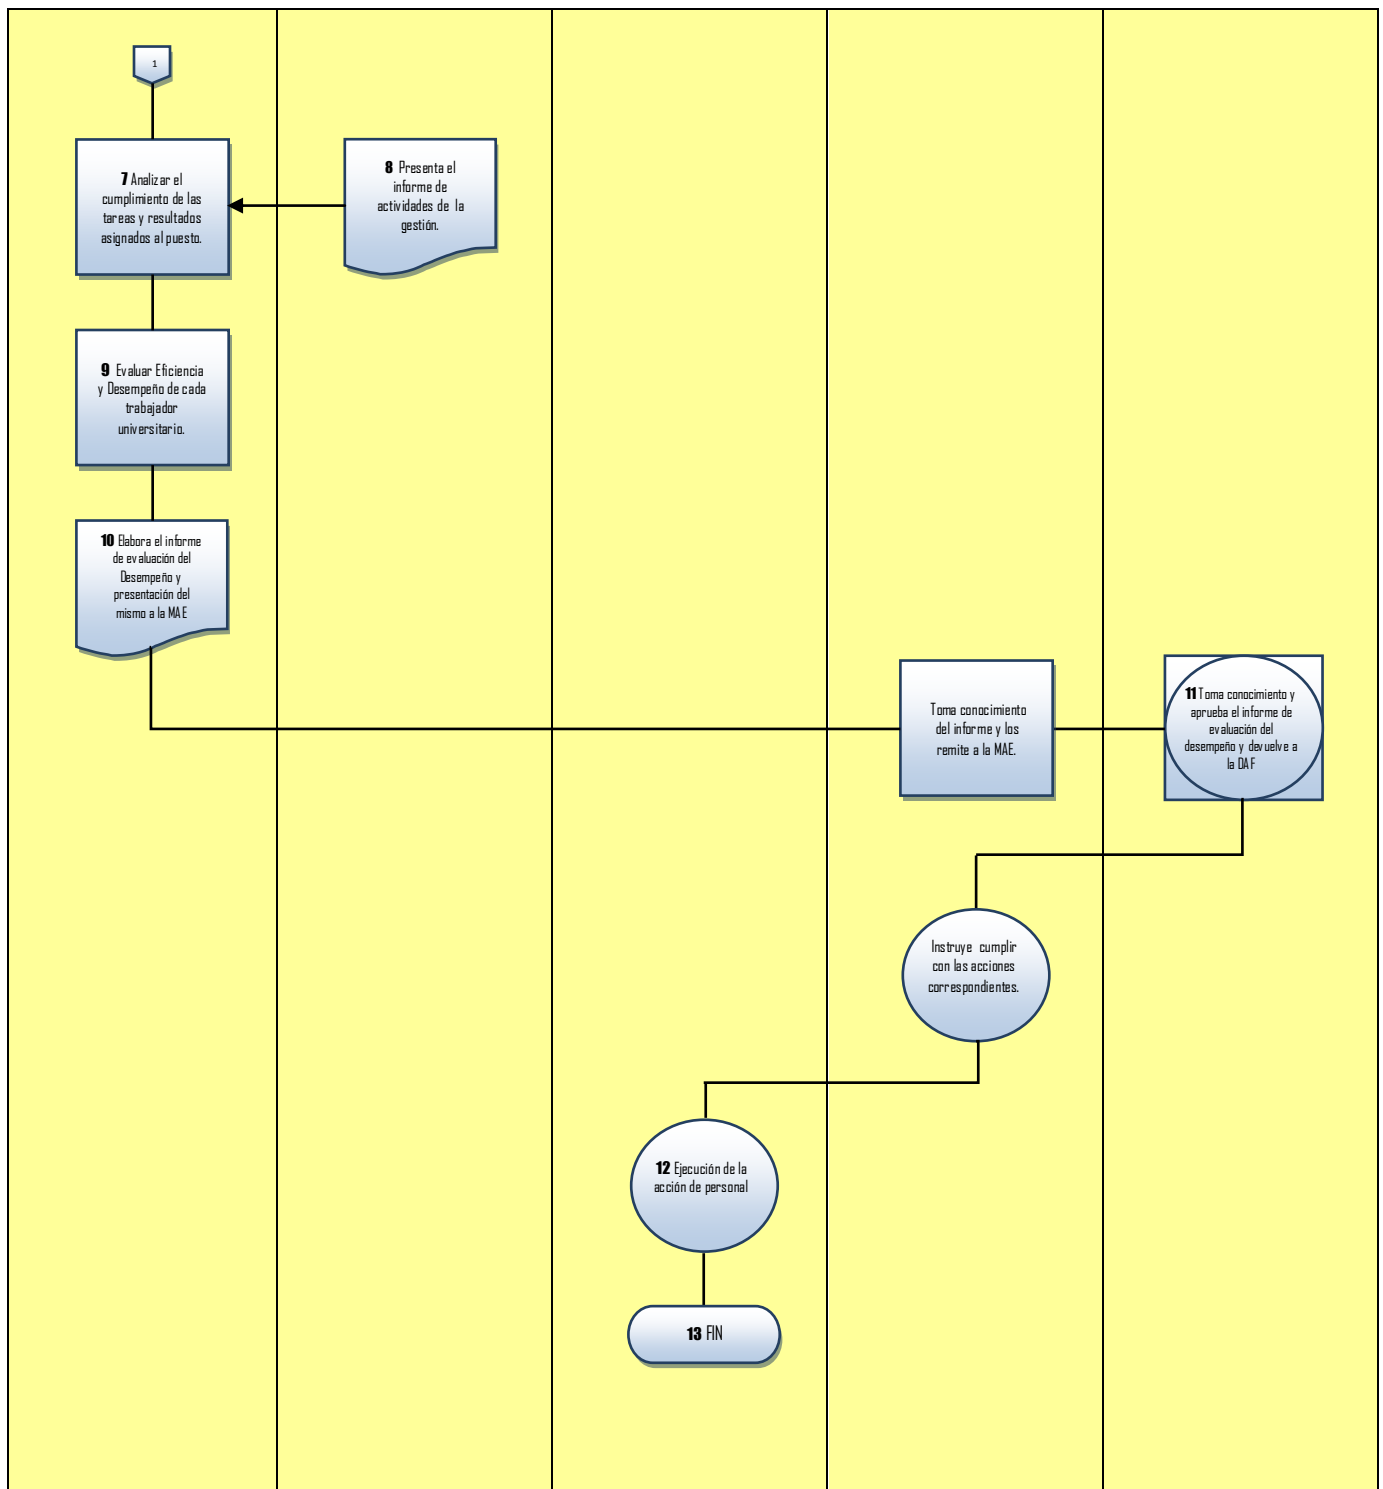 1
7 Analizar el
cumplimiento de las
tareas y resultados
asignados al puesto.
8 Presenta el
informe de
actividades de la
gestión.
9 Evaluar Eficiencia
y Desempeño de cada
trabajador
universitario.
10 Elabora el informe
de evaluación del
Desempeño y
presentación del
mismo a la MAE
Toma conocimiento
del informe y los
remite a la MAE.
11 Toma conocimiento y
aprueba el informe de
evaluación del
desempeño y devuelve a
la DAF
Instruye cumplir
con las acciones
correspondientes.
12 Ejecución de la
acción de personal
13 FIN